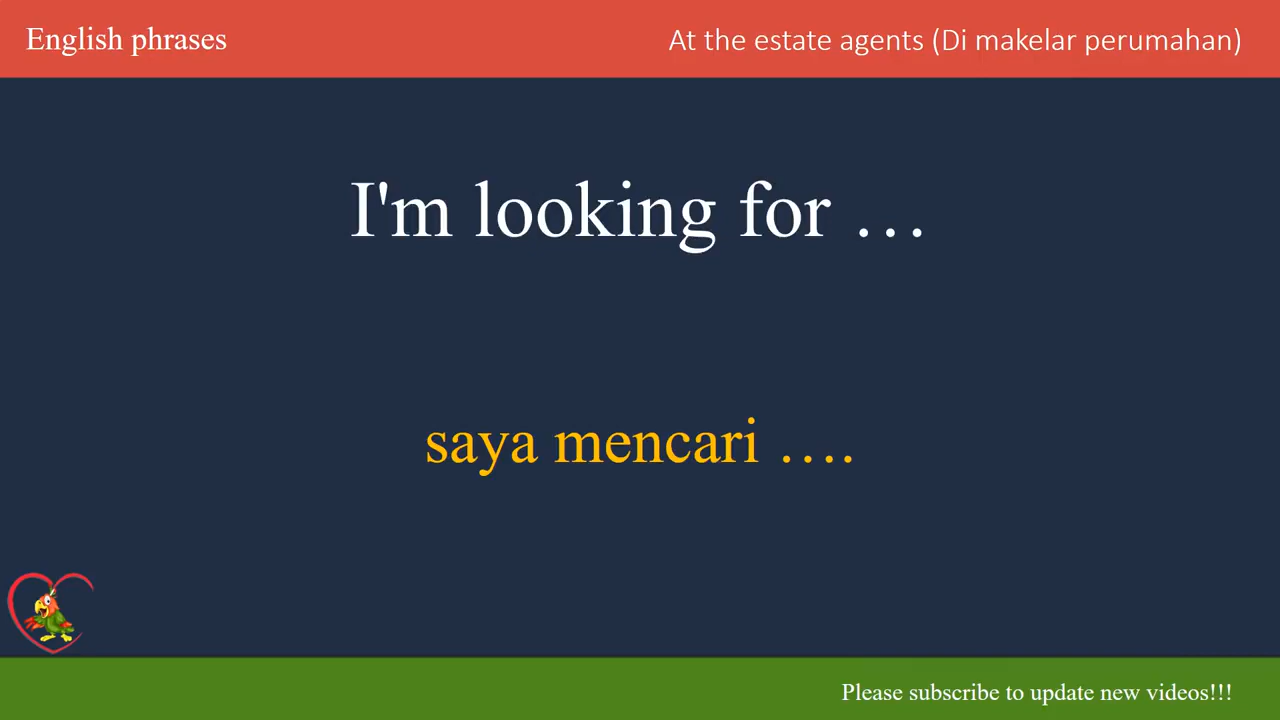 English phrases
At the estate agents (Di makelar perumahan)
I'm looking for …
saya mencari ….
Please subscribe to update new videos!!!